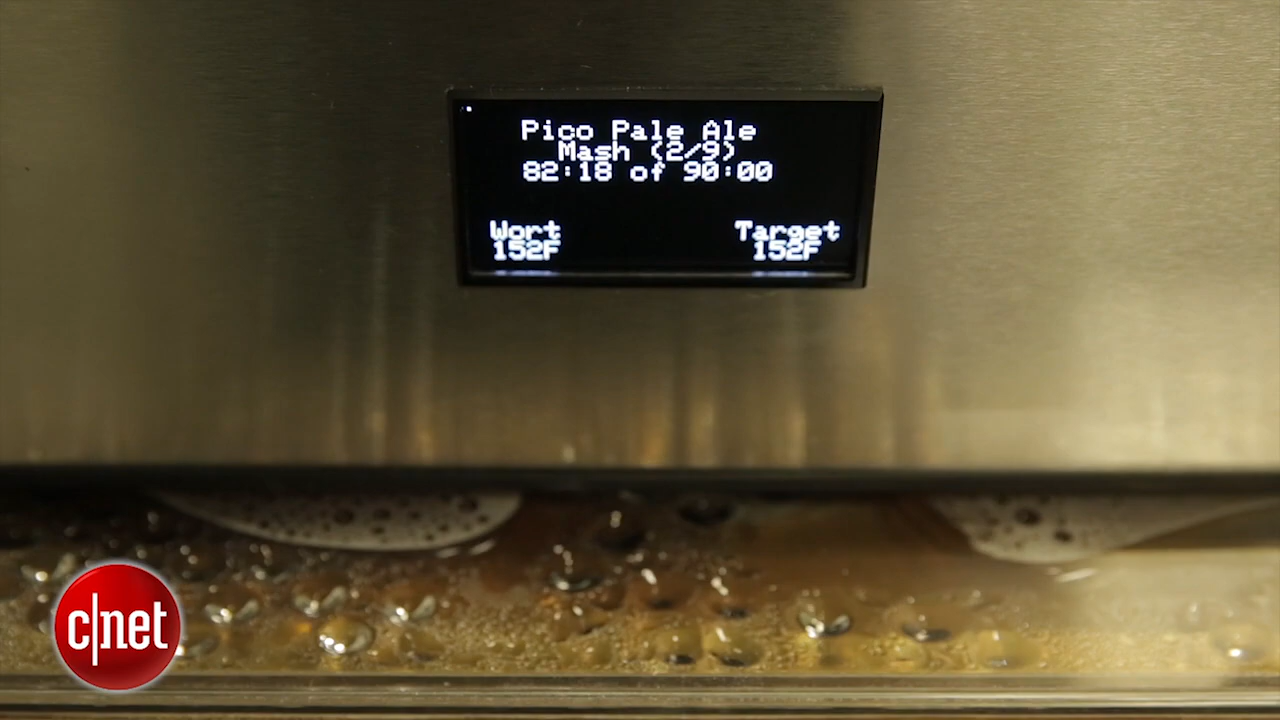 Pico Pale Ale
Mash (2/9)
82:18 of 90:00
Wort Target
152F 152F
c|net